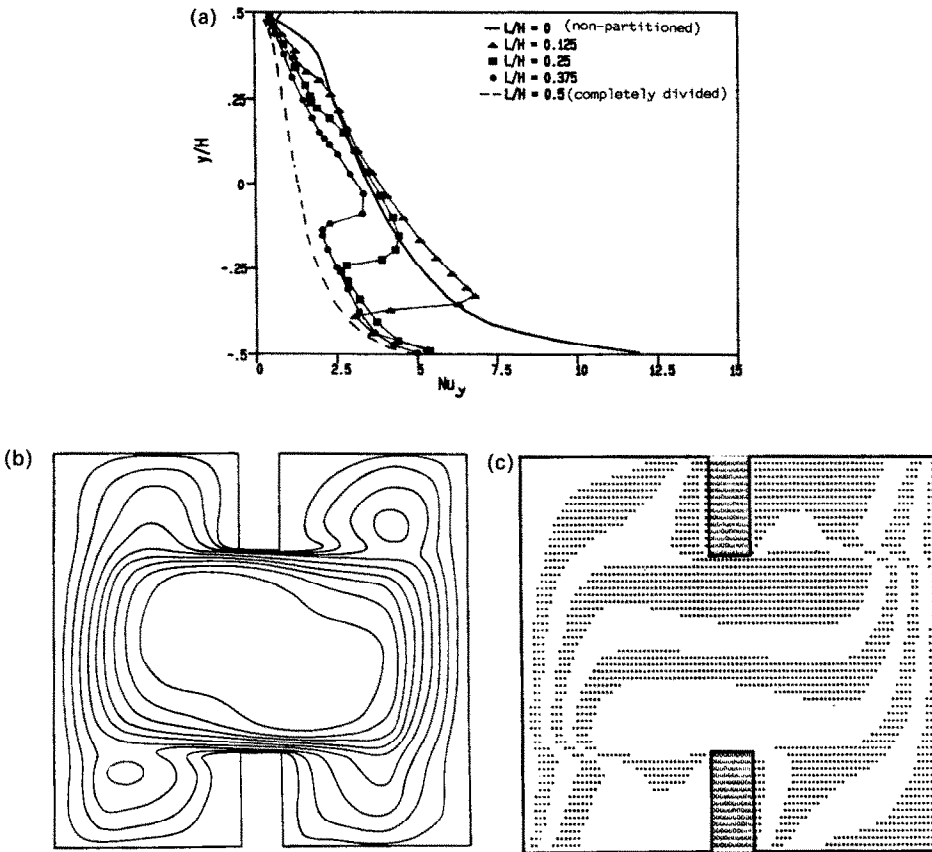 (a)
.5
.25
0
-.25
-.5
y/H
L/H = 0 (non-partitioned)
L/H = 0.125
L/H = 0.25
L/H = 0.375
L/H = 0.5 (completely divided)
0 2.5 5 7.5 10 12.5 15
Nu_y
(b)
(c)